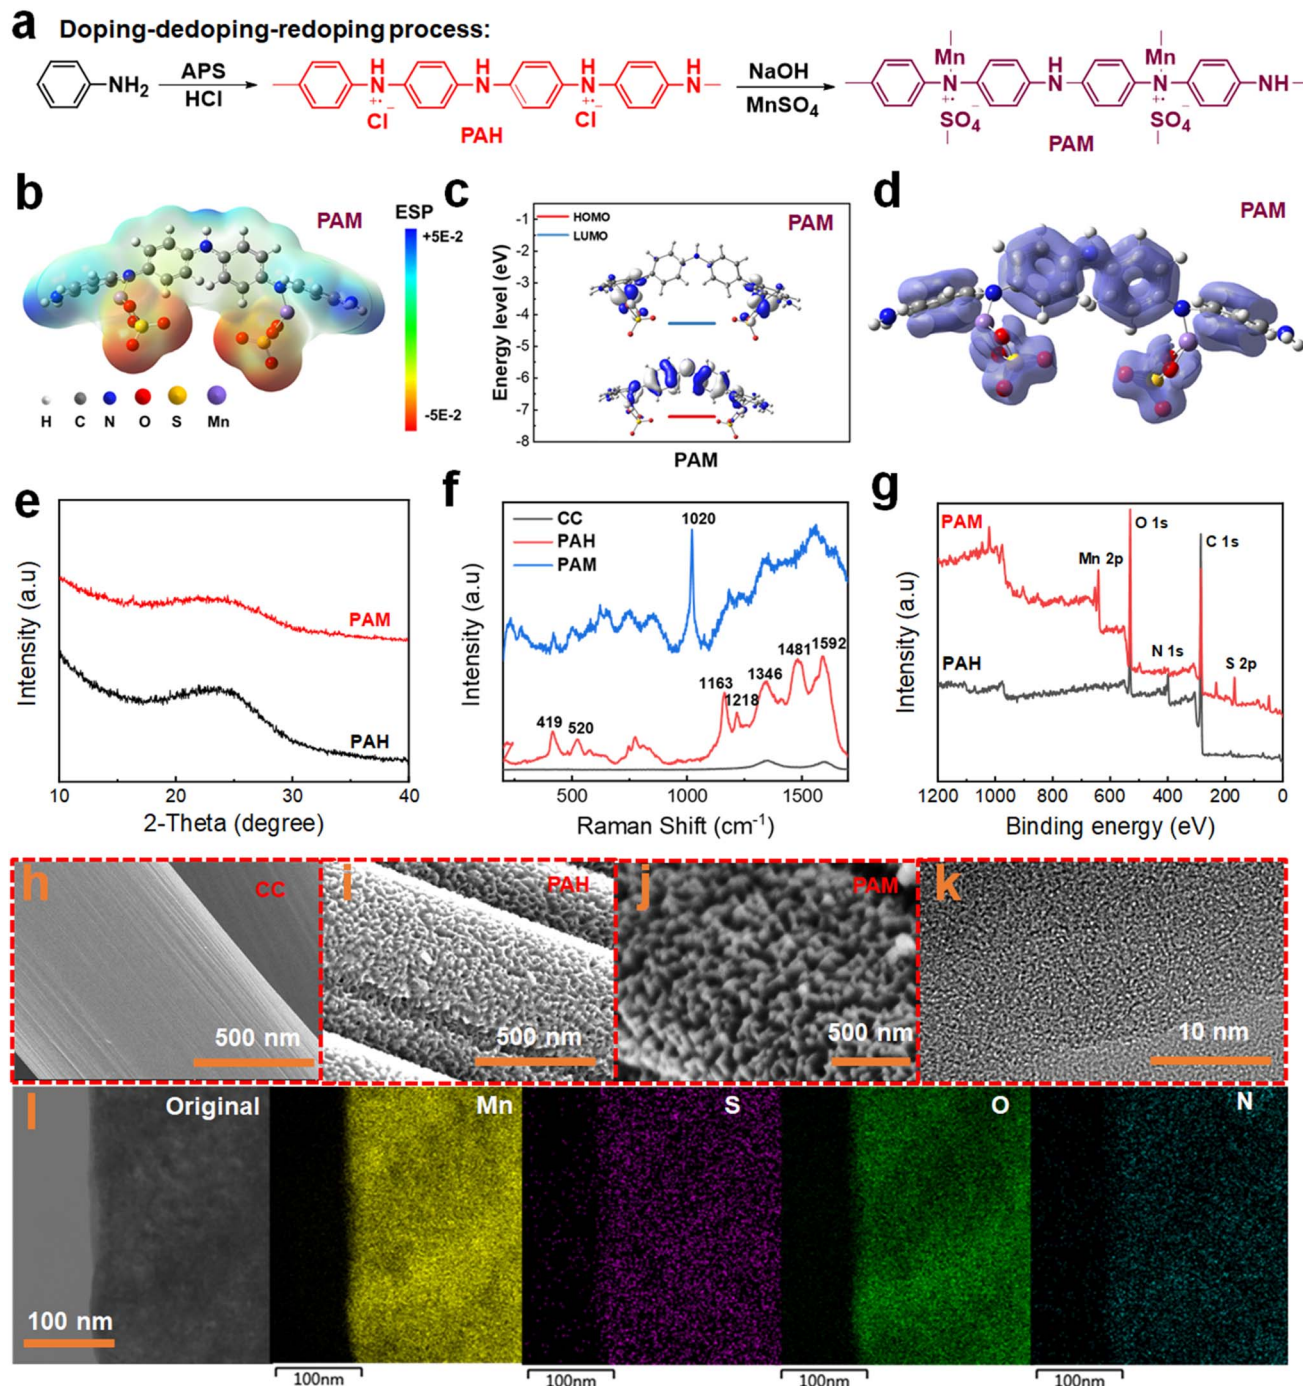 a Doping-dedoping-redoping process:
NH2
APS
HCl
H H H H
N N N N
+• − +• −
Cl Cl
PAH
NaOH
MnSO4
Mn H Mn
N N N NH
+• − +• −
SO4 SO4
PAM
b PAM
ESP
+5E-2
-5E-2
H C N O S Mn
c
HOMO
LUMO
PAM
Energy level (eV)
-1
-2
-3
-4
-5
-6
-7
-8
PAM
d PAM
e
Intensity (a.u)
PAM
PAH
10 20 30 40
2-Theta (degree)
f
Intensity (a.u)
CC
PAH
PAM
1020
419
520
1163
1218
1346
1481
1592
500 1000 1500
Raman Shift (cm-1)
g
Intensity (a.u)
PAM
PAH
Mn 2p
O 1s
N 1s
C 1s
S 2p
1200 1000 800 600 400 200 0
Binding energy (eV)
h CC
500 nm
i PAH
500 nm
j PAM
500 nm
k
10 nm
l Original
100 nm
Mn
100nm
S
100nm
O
100nm
N
100nm